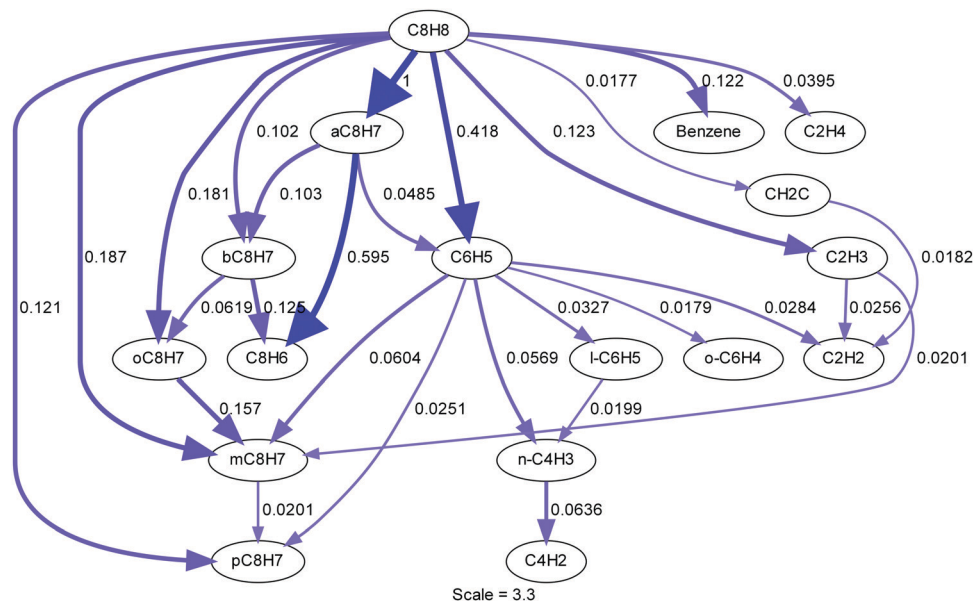 C8H8
0.0177
1
0.122
0.0395
0.102
aC8H7
0.418
0.123
Benzene
C2H4
0.181
0.103
0.0485
CH2C
0.187
bC8H7
0.595
C6H5
C2H3
0.0182
0.121
0.0619
0.125
0.0327
0.0179
0.0284
0.0256
oC8H7
C8H6
0.0604
0.0569
l-C6H5
o-C6H4
C2H2
0.0201
0.157
0.0251
0.0199
mC8H7
n-C4H3
0.0201
0.0636
pC8H7
C4H2
Scale = 3.3